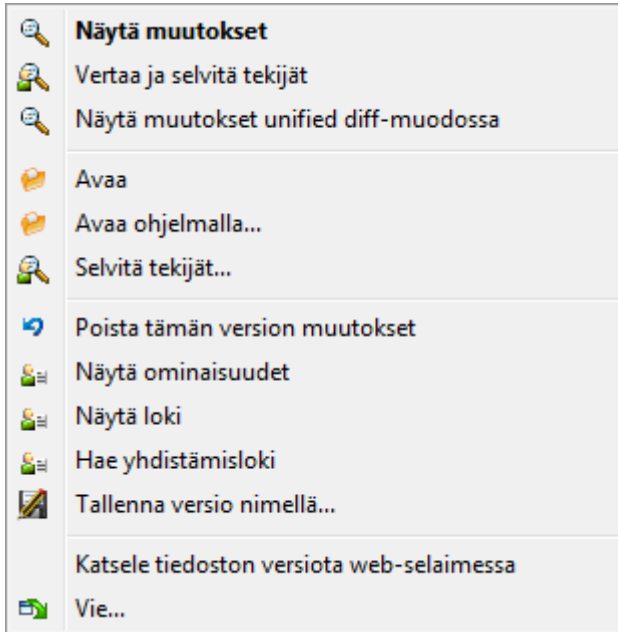 Näytä muutokset
Vertaa ja selvitä tekijät
Näytä muutokset unified diff-muodossa
Avaa
Avaa ohjelmalla...
Selvitä tekijät...
Poista tämän version muutokset
Näytä ominaisuudet
Näytä loki
Hae yhdistämisloki
Tallenna versio nimellä...
Katsele tiedoston versiota web-selaimessa
Vie...